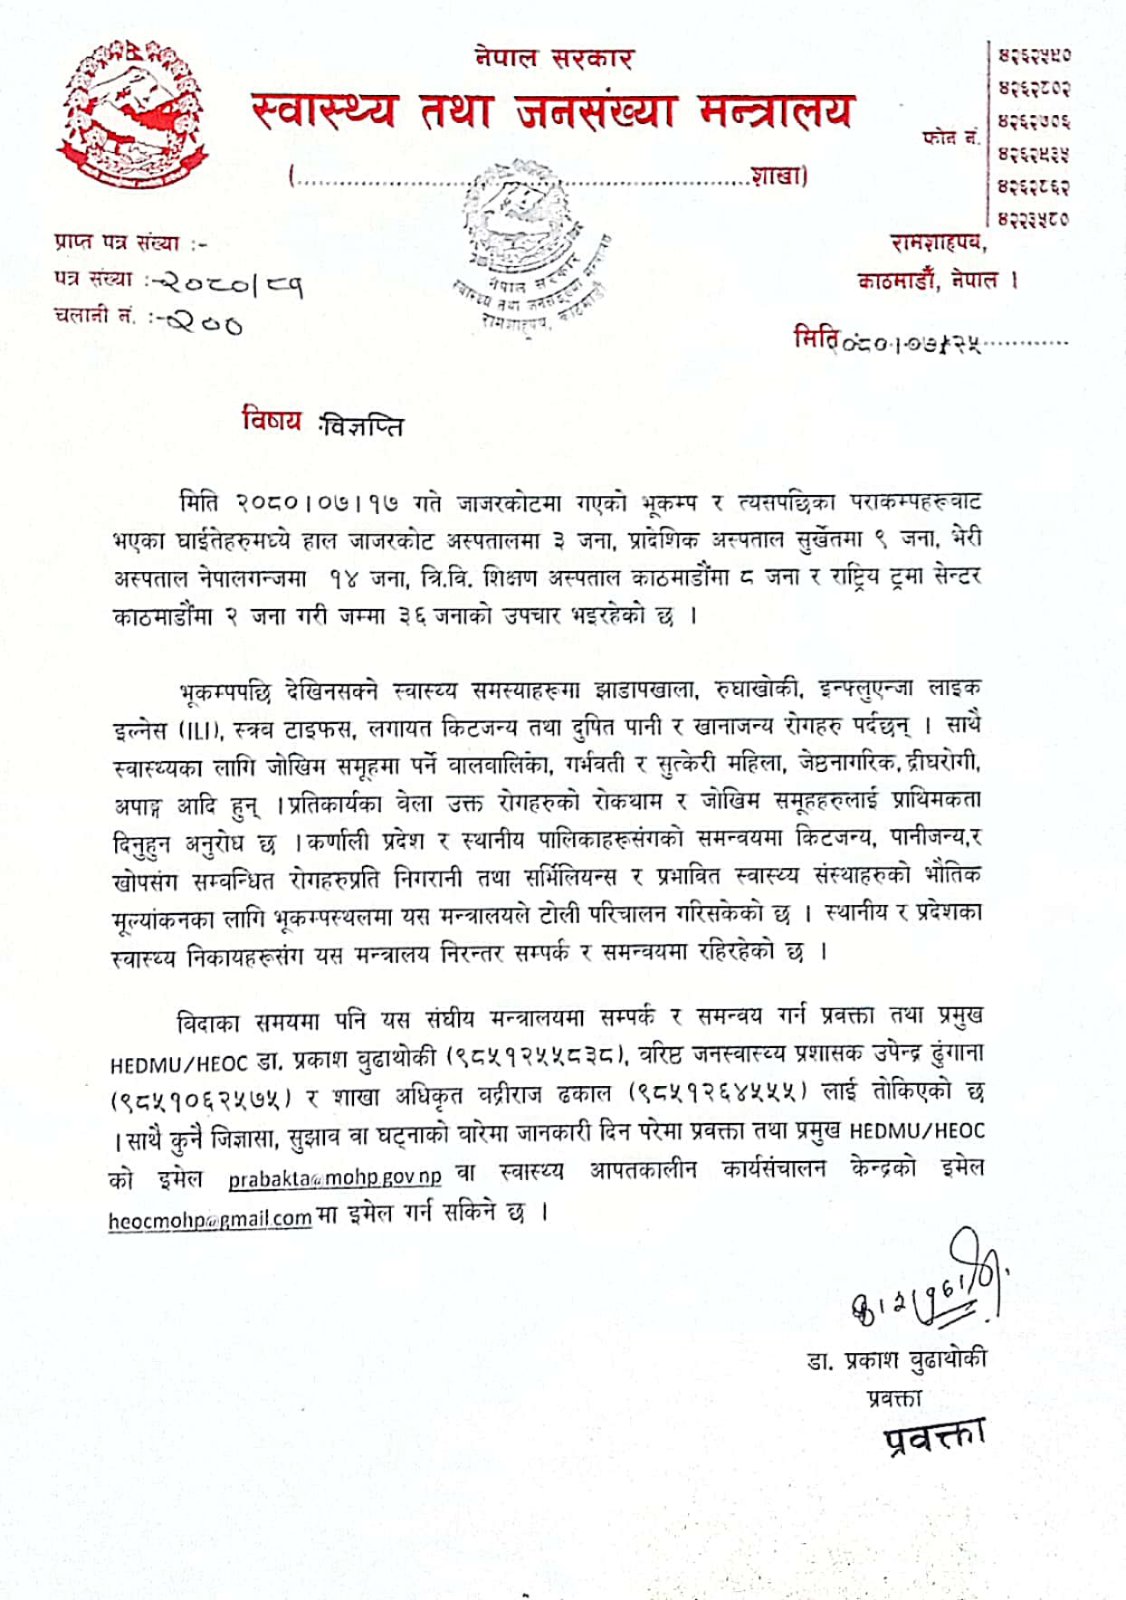 नेपाल सरकार
स्वास्थ्य तथा जनसंख्या मन्त्रालय
(..............................................................शाखा)
फोन नं.
४२६२५९०
४२६२८०२
४२६२७०६
४२६२९३५
४२६२८६२
४२२३५८०
रामशाहपथ,
काठमाडौं, नेपाल ।
प्राप्त पत्र संख्या :-
पत्र संख्या :-२०८०/८१
चलानी नं. :-२००
नेपाल सरकार
स्वास्थ्य तथा जनसंख्या मन्त्रालय
रामशाहपथ, काठमाडौं
मिति ०८०।०७।२५
विषय :विज्ञप्ति
मिति २०८०।०७।१७ गते जाजरकोटमा गएको भूकम्प र त्यसपछिका पराकम्पहरूबाट
भएका घाईतेहरुमध्ये हाल जाजरकोट अस्पतालमा ३ जना, प्रादेशिक अस्पताल सुर्खेतमा ९ जना, भेरी
अस्पताल नेपालगन्जमा १४ जना, त्रि.वि. शिक्षण अस्पताल काठमाडौंमा ८ जना र राष्ट्रिय ट्रमा सेन्टर
काठमाडौंमा २ जना गरी जम्मा ३६ जनाको उपचार भइरहेको छ ।
भूकम्पपछि देखिनसक्ने स्वास्थ्य समस्याहरूमा झाडापखाला, रुघाखोकी, इन्फ्लुएन्जा लाइक
इल्नेस (ILI), स्क्रब टाइफस, लगायत किटजन्य तथा दुषित पानी र खानाजन्य रोगहरु पर्दछन् । साथै
स्वास्थ्यका लागि जोखिम समूहमा पर्ने वालवालिका, गर्भवती र सुत्केरी महिला, जेष्ठनागरिक, द्रीघरोगी,
अपाङ्ग आदि हुन् ।प्रतिकार्यका वेला उक्त रोगहरुको रोकथाम र जोखिम समूहहरुलाई प्राथिमकता
दिनुहुन अनुरोध छ ।कर्णाली प्रदेश र स्थानीय पालिकाहरूसंगको समन्वयमा किटजन्य, पानीजन्य,र
खोपसंग सम्वन्धित रोगहरुप्रति निगरानी तथा सर्भिलियन्स र प्रभावित स्वास्थ्य संस्थाहरुको भौतिक
मूल्यांकनका लागि भूकम्पस्थलमा यस मन्त्रालयले टोली परिचालन गरिसकेको छ । स्थानीय र प्रदेशका
स्वास्थ्य निकायहरूसंग यस मन्त्रालय निरन्तर सम्पर्क र समन्वयमा रहिरहेको छ ।
विदाका समयमा पनि यस संघीय मन्त्रालयमा सम्पर्क र समन्वय गर्न प्रवक्ता तथा प्रमुख
HEDMU/HEOC डा. प्रकाश वुढाथोकी (९८५१२५५८३८), वरिष्ठ जनस्वास्थ्य प्रशासक उपेन्द्र ढुंगाना
(९८५१०६२५७५) र शाखा अधिकृत वद्रीराज ढकाल (९८५१२६४५५५) लाई तोकिएको छ
।साथै कुनै जिज्ञासा, सुझाव वा घट्नाको वारेमा जानकारी दिन परेमा प्रवक्ता तथा प्रमुख HEDMU/HEOC
को इमेल prabakta@mohp.gov.np वा स्वास्थ्य आपतकालीन कार्यसंचालन केन्द्रको इमेल
heocmohp@gmail.com मा इमेल गर्न सकिने छ ।
डा. प्रकाश वुढाथोकी
प्रवक्ता
प्रवक्ता